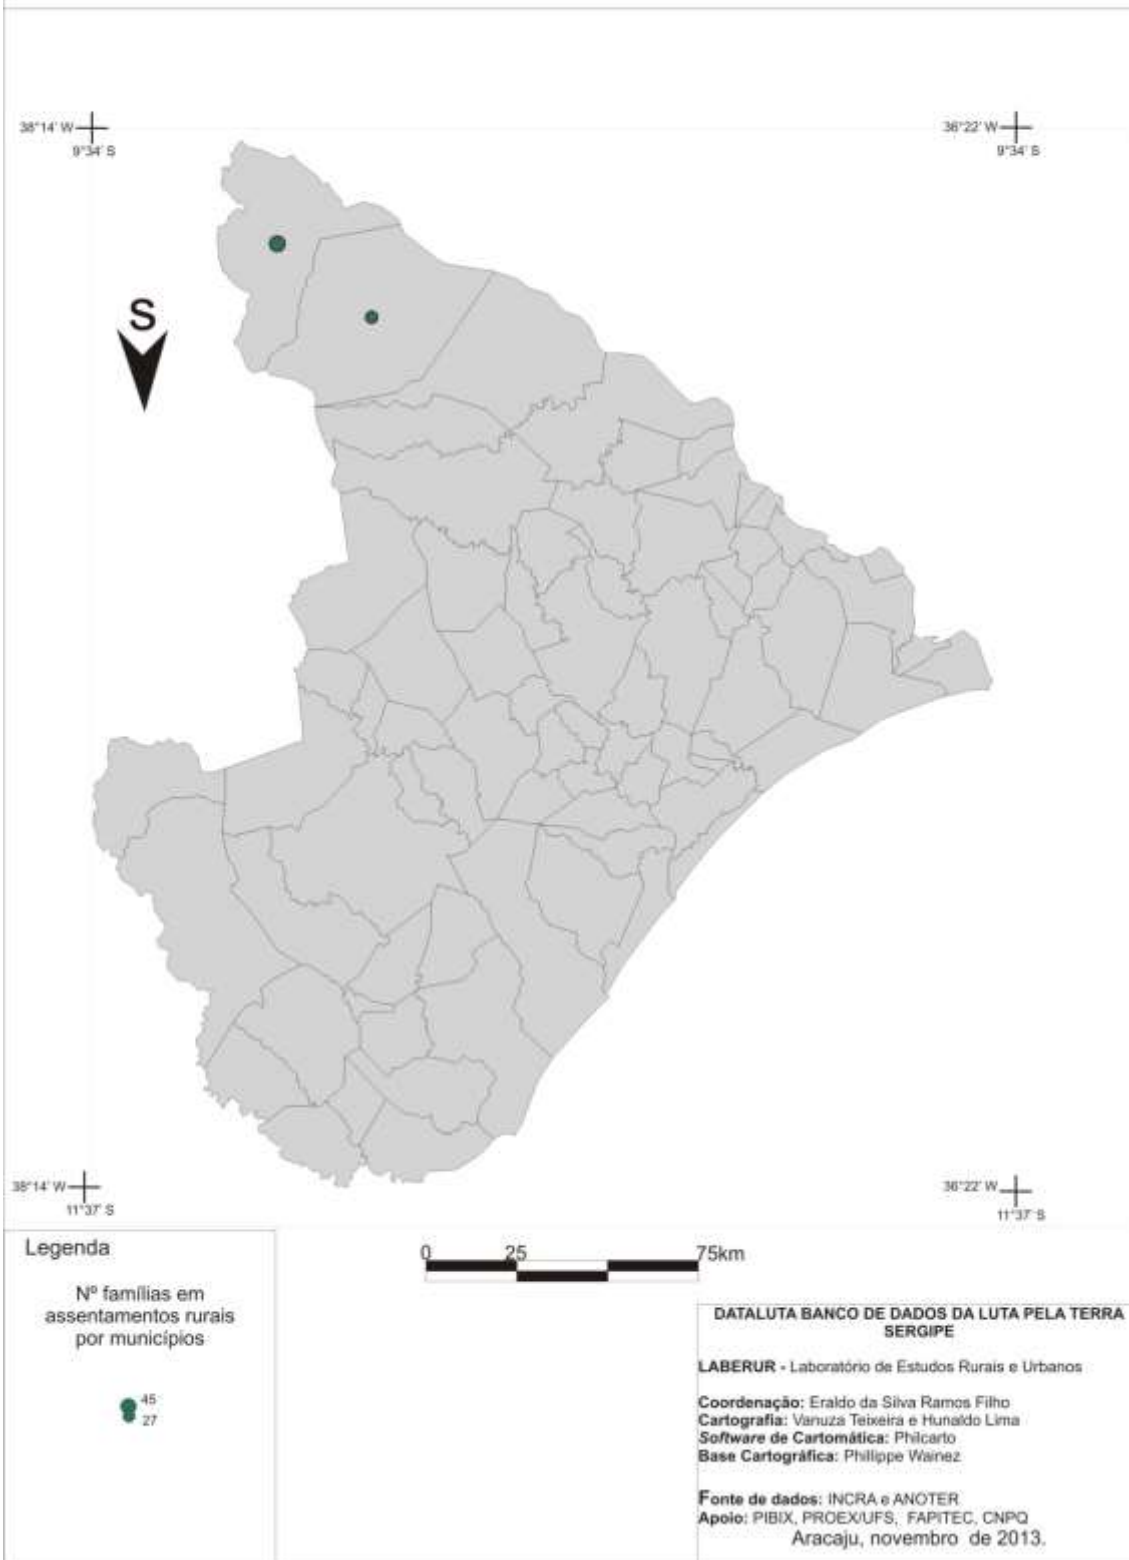 38°14' W
9°34' S
36°22' W
9°34' S
S
38°14' W
11°37' S
36°22' W
11°37' S
Legenda
Nº famílias em
assentamentos rurais
por municípios
45
27
0 25 75km
DATALUTA BANCO DE DADOS DA LUTA PELA TERRA
SERGIPE
LABERUR - Laboratório de Estudos Rurais e Urbanos
Coordenação: Eraldo da Silva Ramos Filho
Cartografia: Vanuza Teixeira e Hunaldo Lima
Software de Cartomática: Philcarto
Base Cartográfica: Phillippe Wainez
Fonte de dados: INCRA e ANOTER
Apoio: PIBIX, PROEX/UFS, FAPITEC, CNPQ
Aracaju, novembro de 2013.